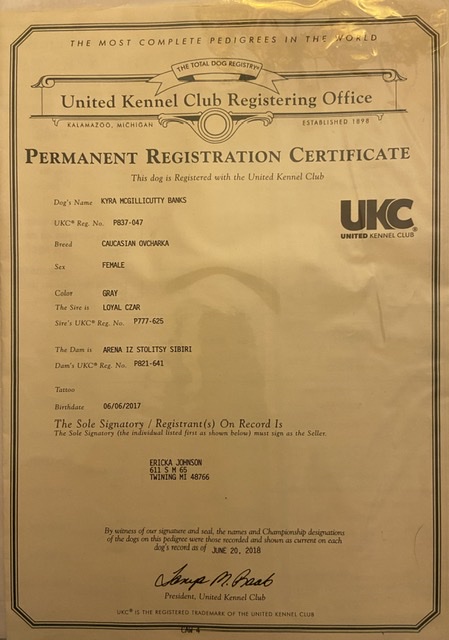 THE MOST COMPLETE PEDIGREES IN THE WORLD
THE TOTAL DOG REGISTRY®
United Kennel Club Registering Office
KALAMAZOO, MICHIGAN ESTABLISHED 1898
PERMANENT REGISTRATION CERTIFICATE
This dog is Registered with the United Kennel Club
Dog's Name KYRA MCGILLICUTTY BANKS
UKC® Reg. No. P837-047
UKC®
UNITED KENNEL CLUB
Breed CAUCASIAN OVCHARKA
Sex FEMALE
Color GRAY
The Sire is LOYAL CZAR
Sire's UKC® Reg. No. P777-625
The Dam is ARENA IZ STOLITSY SIBIRI
Dam's UKC® Reg. No. P821-641
Tattoo
Birthdate 06/06/2017
The Sole Signatory / Registrant(s) On Record Is
The Sole Signatory (the individual listed first as shown below) must sign as the Seller.
ERICKA JOHNSON
611 S M 65
TWINING MI 48766
By witness of our signature and seal, the names and Championship designations
of the dogs on this pedigree were those recorded and shown as current on each
dog's record as of JUNE 20, 2018
President, United Kennel Club
UKC® IS THE REGISTERED TRADEMARK OF THE UNITED KENNEL CLUB